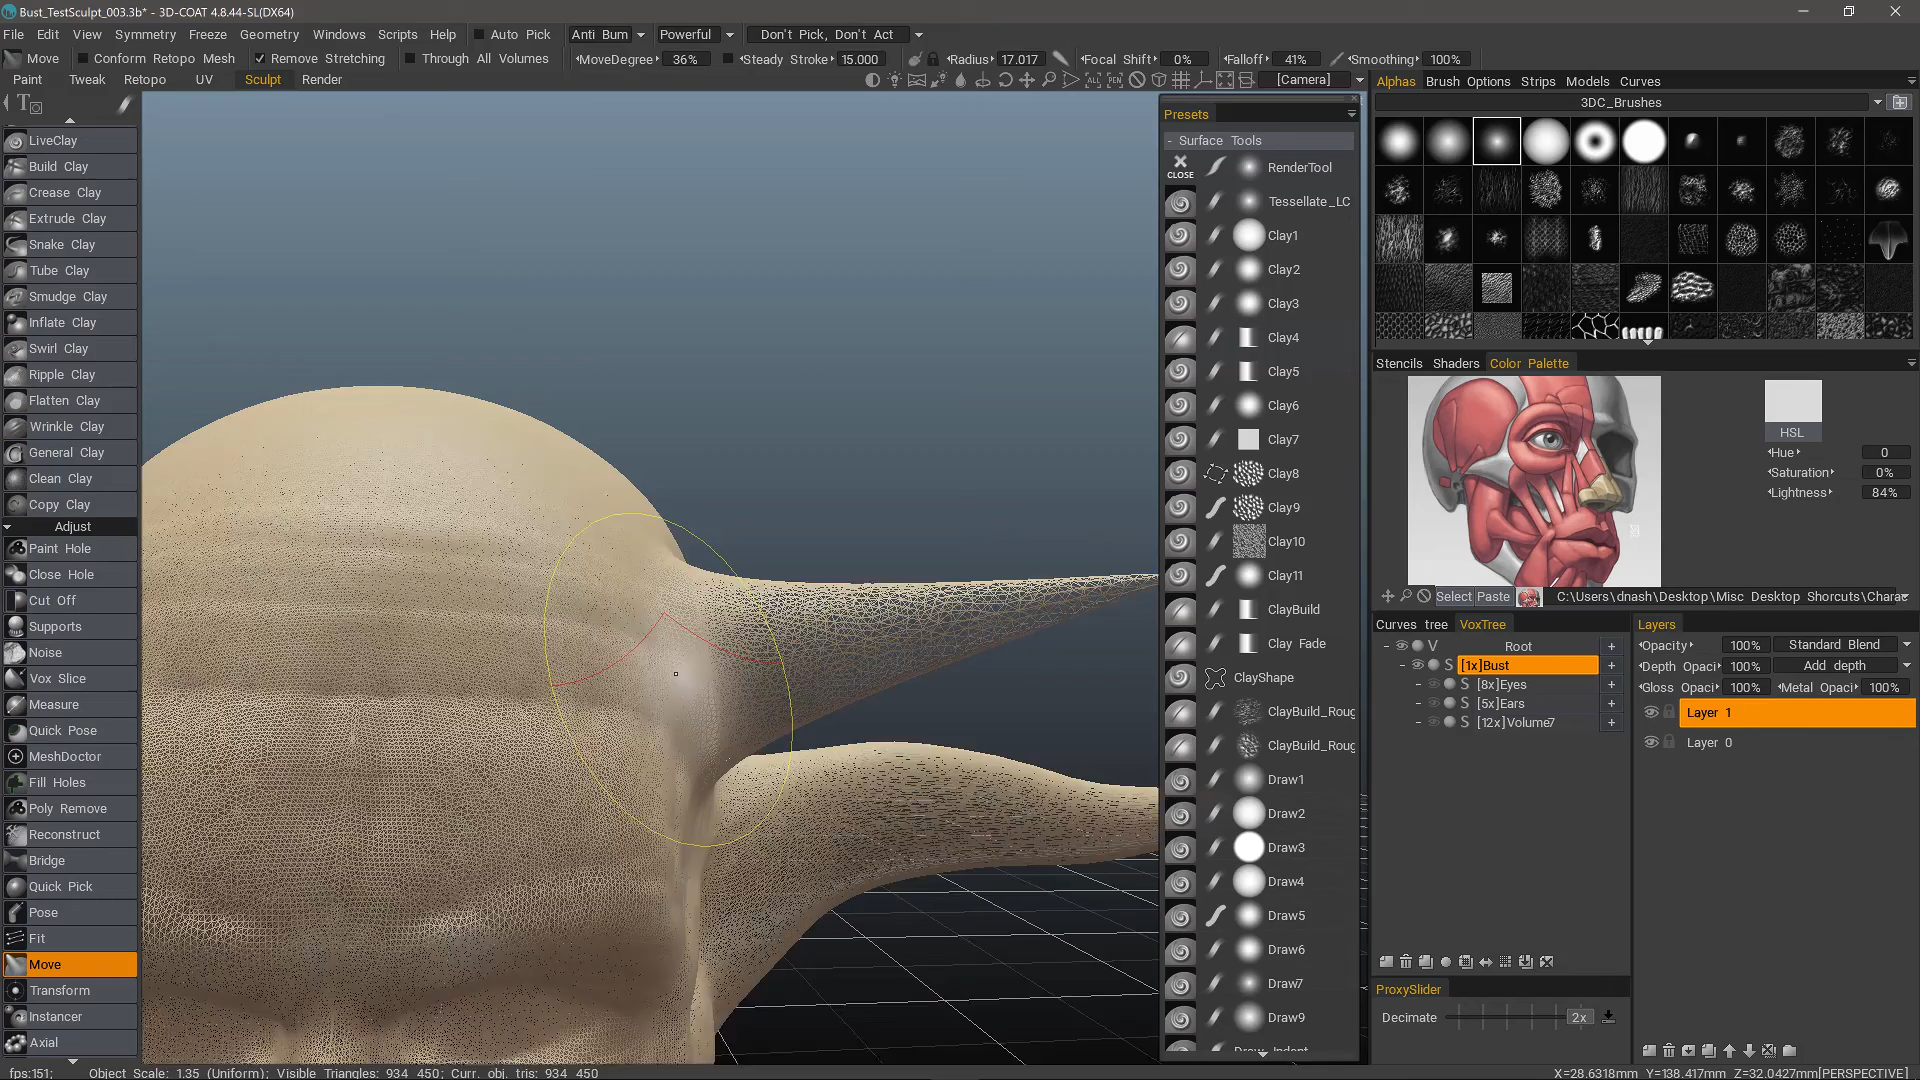 Bust_TestSculpt_003.3b* - 3D-COAT 4.8.44-SL(DX64)
File Edit View Symmetry Freeze Geometry Windows Scripts Help Auto Pick Anti Bum Powerful Don't Pick, Don't Act
Move Conform Retopo Mesh Remove Stretching Through All Volumes MoveDegree 36% Steady Stroke 15.000 Radius 17.017 Focal Shift 0% Falloff 41% Smoothing 100%
Paint Tweak Retopo UV Sculpt Render [Camera]
LiveClay
Build Clay
Crease Clay
Extrude Clay
Snake Clay
Tube Clay
Smudge Clay
Inflate Clay
Swirl Clay
Ripple Clay
Flatten Clay
Wrinkle Clay
General Clay
Clean Clay
Copy Clay
Adjust
Paint Hole
Close Hole
Cut Off
Supports
Noise
Vox Slice
Measure
Quick Pose
MeshDoctor
Fill Holes
Poly Remove
Reconstruct
Bridge
Quick Pick
Pose
Fit
Move
Transform
Instancer
Axial
Presets
- Surface Tools
CLOSE
RenderTool
Tessellate_LC
Clay1
Clay2
Clay3
Clay4
Clay5
Clay6
Clay7
Clay8
Clay9
Clay10
Clay11
ClayBuild
Clay Fade
ClayShape
ClayBuild_Roug
ClayBuild_Roug
Draw1
Draw2
Draw3
Draw4
Draw5
Draw6
Draw7
Draw9
Alphas Brush Options Strips Models Curves
3DC_Brushes
Stencils Shaders Color Palette
HSL
Hue 0
Saturation 0%
Lightness 84%
Select Paste C:\Users\dnash\Desktop\Misc Desktop Shorcuts\Charac
Curves tree VoxTree
V Root +
S [1x]Bust +
S [8x]Eyes +
S [5x]Ears +
S [12x]Volume7 +
ProxySlider
Decimate 2x
Layers
Opacity 100% Standard Blend
Depth Opaci 100% Add depth
Gloss Opaci 100% Metal Opaci 100%
Layer 1
Layer 0
fps:151; Object Scale: 1.35 (Uniform); Visible Triangles: 934 450; Curr. obj. tris: 934 450
X=28.6318mm Y=138.417mm Z=32.0427mm[PERSPECTIVE]